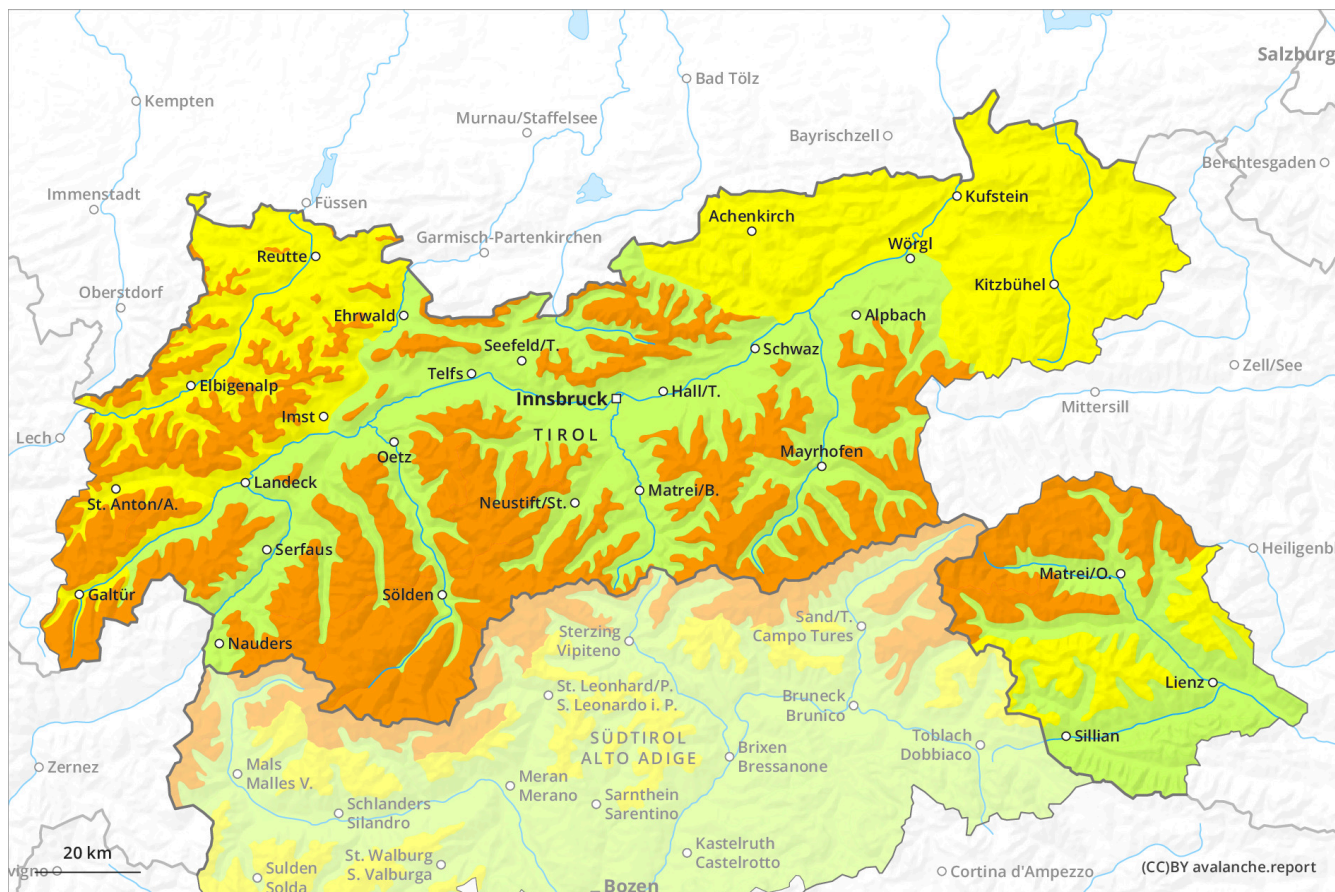 Salzburg
Bad Tölz
Kempten
Murnau/Staffelsee
Bayrischzell
Berchtesgaden
Immenstadt
Füssen
Kufstein
Achenkirch
Garmisch-Partenkirchen
Wörgl
Reutte
Kitzbühel
Oberstdorf
Ehrwald
Alpbach
Seefeld/T.
Schwaz
Zell/See
Telfs
Elbigenalp
Hall/T.
Innsbruck
Mittersill
Imst
Lech
TIROL
Oetz
Mayrhofen
Landeck
St. Anton/A.
Neustift/St.
Matrei/B.
Serfaus
Heiligenb
Matrei/O.
Galtür
Sölden
Sand/T.
Campo Tures
Sterzing
Vipiteno
Nauders
Lienz
St. Leonhard/P.
S. Leonardo i. P.
Bruneck
Brunico
SÜDTIROL
ALTO ADIGE
Toblach
Dobbiaco
Sillian
Brixen
Bressanone
Zernez
Mals
Malles V.
Meran
Merano
Sarnthein
Sarentino
Schlanders
Silandro
Kastelruth
Castelrotto
20 km
St. Walburg
S. Valburga
vigno
Sulden
Solda
Cortina d'Ampezzo
(CC)BY avalanche.report
Bozen